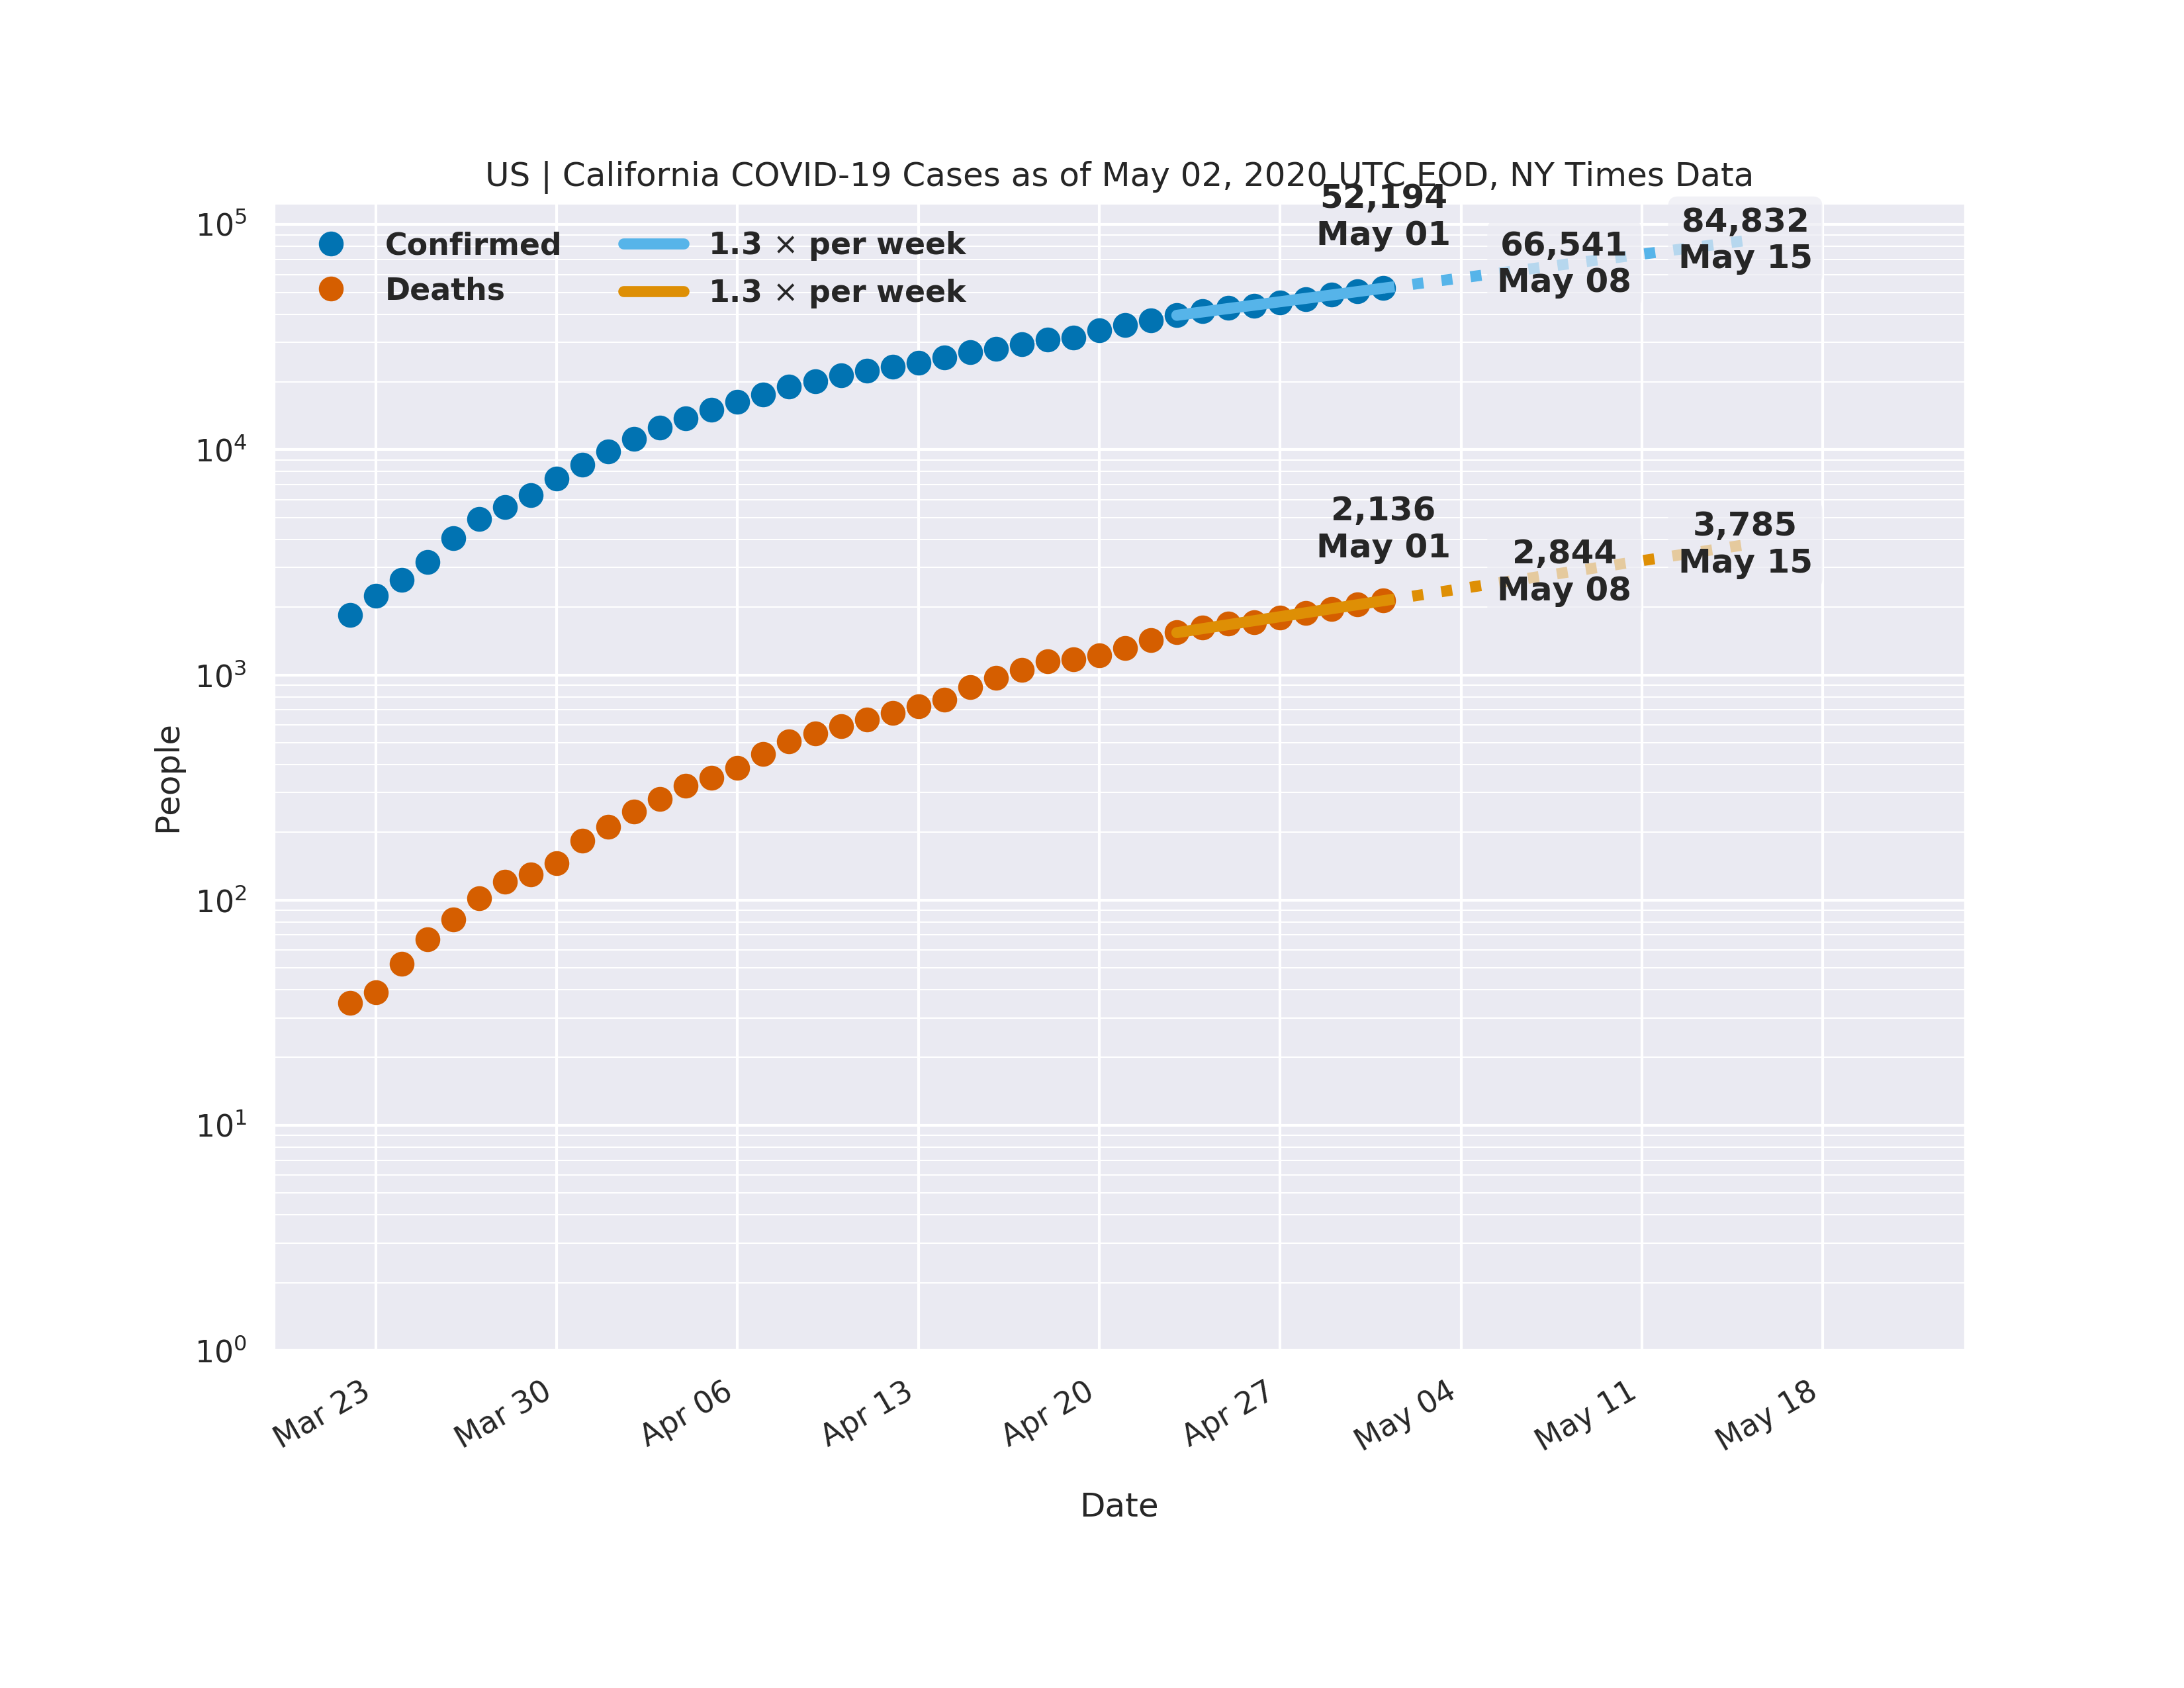 US | California COVID-19 Cases as of May 02, 2020 UTC EOD, NY Times Data
52,194
May 01
66,541
May 08
84,832
May 15
Confirmed
Deaths
1.3 × per week
1.3 × per week
2,136
May 01
2,844
May 08
3,785
May 15
People
10⁵
10⁴
10³
10²
10¹
10⁰
Mar 23
Mar 30
Apr 06
Apr 13
Apr 20
Apr 27
May 04
May 11
May 18
Date